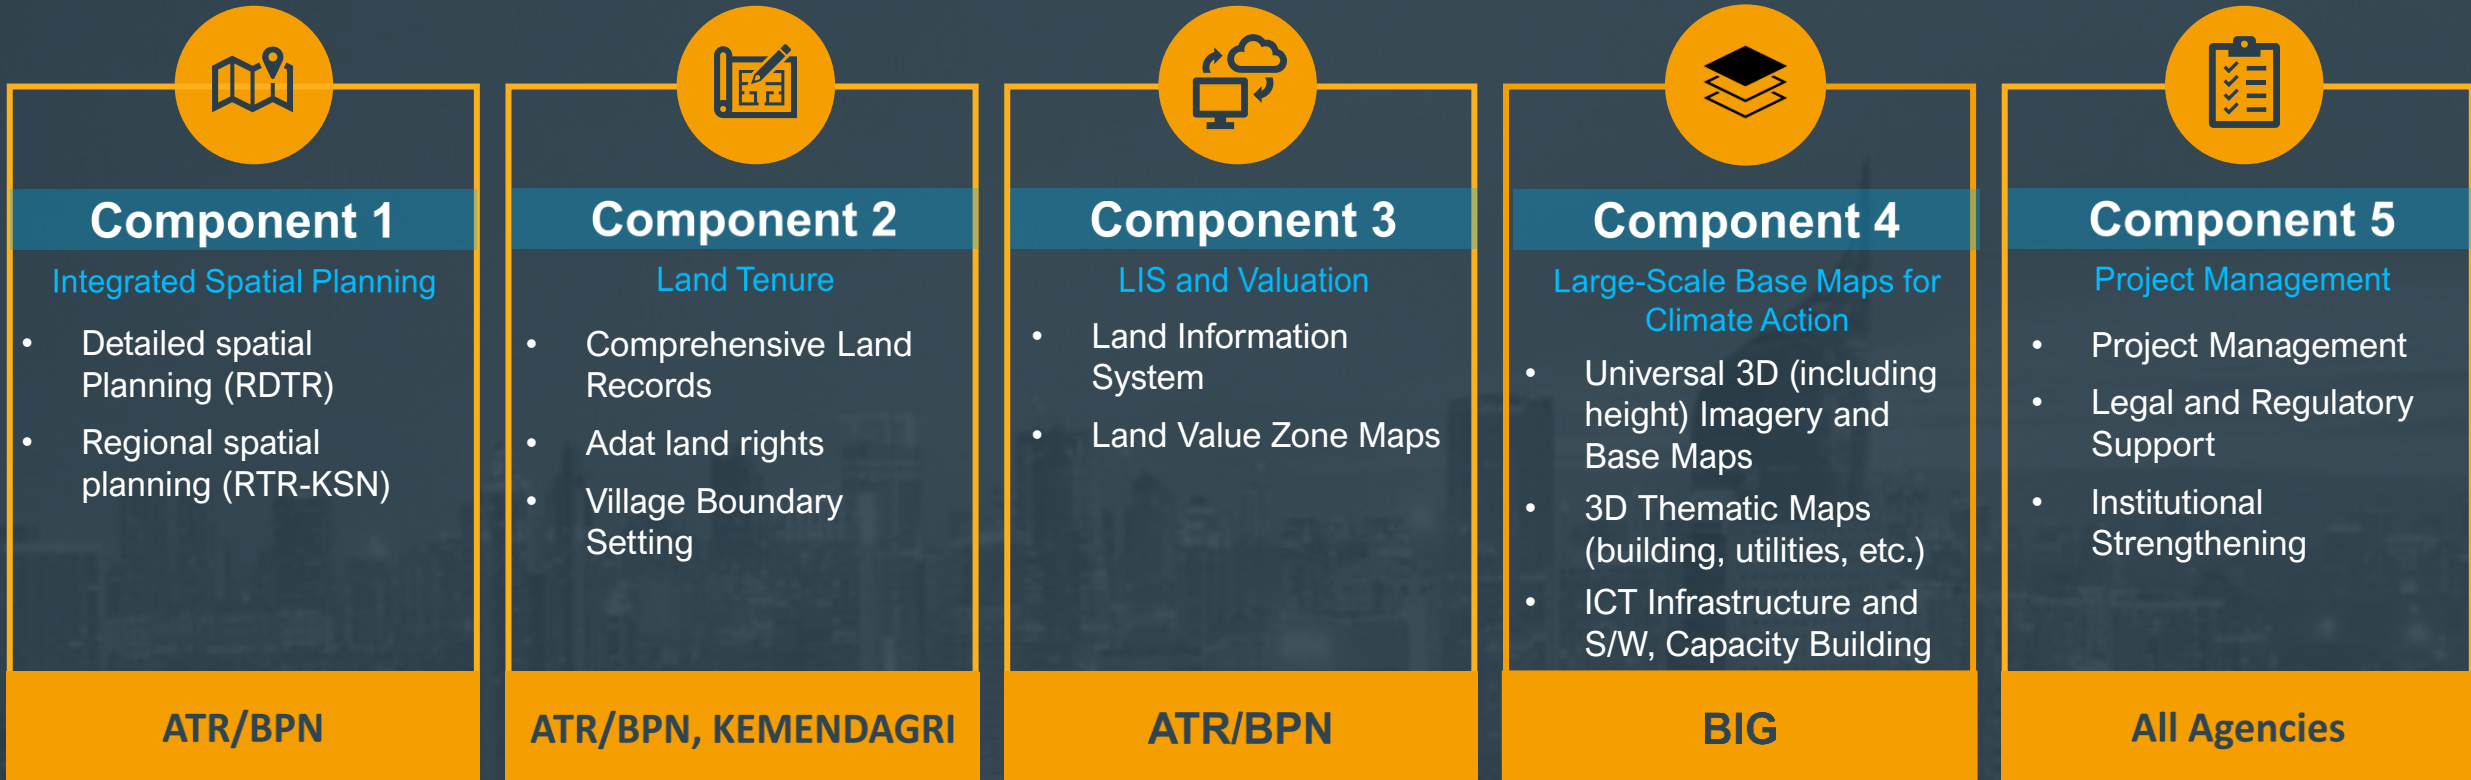 Component 1
Integrated Spatial Planning
• Detailed spatial
Planning (RDTR)
• Regional spatial
planning (RTR-KSN)
ATR/BPN
Component 2
Land Tenure
• Comprehensive Land
Records
• Adat land rights
• Village Boundary
Setting
ATR/BPN, KEMENDAGRI
Component 3
LIS and Valuation
• Land Information
System
• Land Value Zone Maps
ATR/BPN
Component 4
Large-Scale Base Maps for
Climate Action
• Universal 3D (including
height) Imagery and
Base Maps
• 3D Thematic Maps
(building, utilities, etc.)
• ICT Infrastructure and
S/W, Capacity Building
BIG
Component 5
Project Management
• Project Management
• Legal and Regulatory
Support
• Institutional
Strengthening
All Agencies